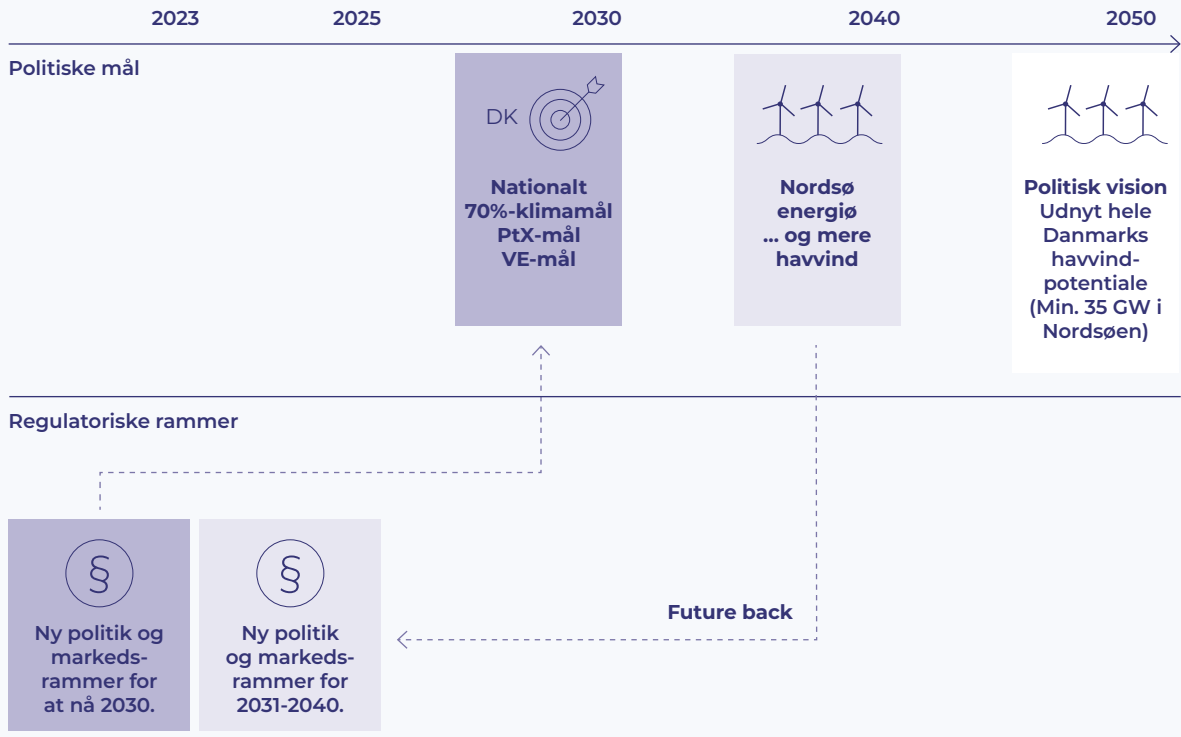 2023
2025
2030
2040
2050
Politiske mål
DK
Nationalt
70%-klimamål
PtX-mål
VE-mål
Nordsø
energiø
... og mere
havvind
Politisk vision
Udnyt hele
Danmarks
havvind-
potentiale
(Min. 35 GW i
Nordsøen)
Regulatoriske rammer
§
Ny politik og
markeds-
rammer for
at nå 2030.
§
Ny politik
og markeds-
rammer for
2031-2040.
Future back